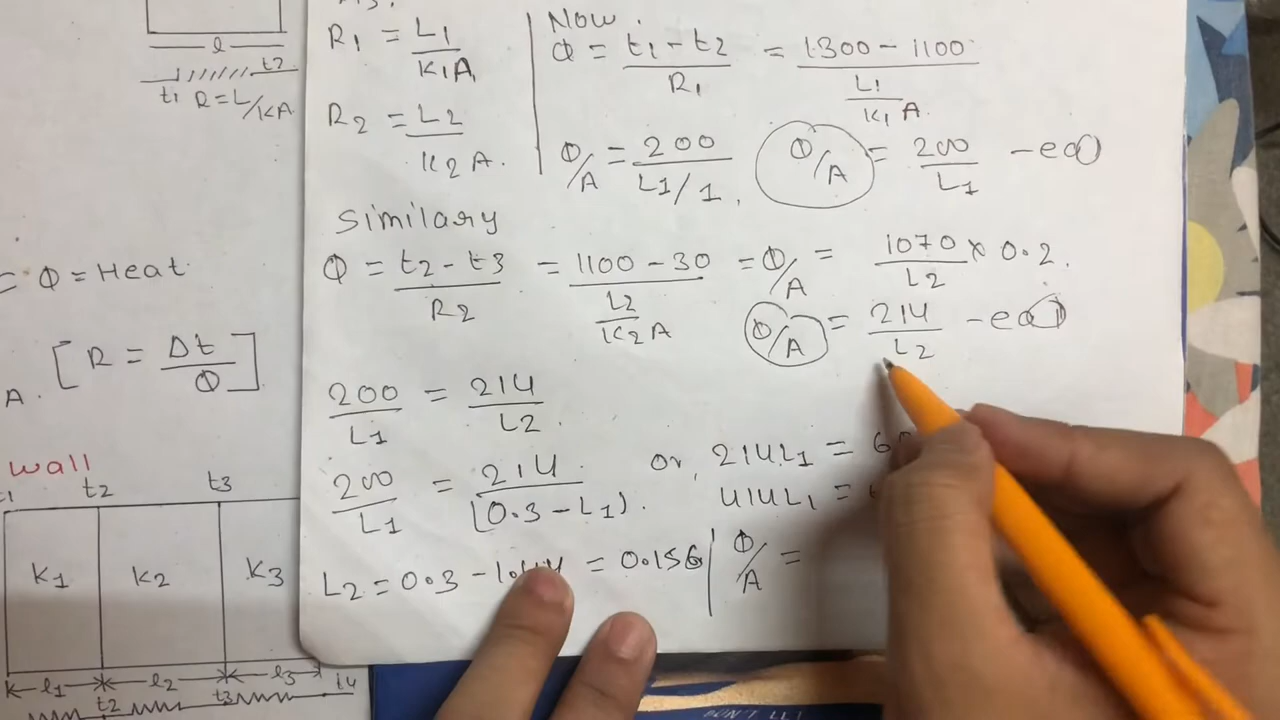 l
t2
t1 R = L/KA
= Φ = Heat
A. [R = Δt/Φ]
wall
t2 t3
K1 K2 K3
l1 l2 l3 t4
t2 t3
R1 = L1/K1A
R2 = L2/K2A.
Now.
Φ = t1 - t2/R1 = 1300 - 1100/L1/K1A
Φ/A = 200/L1/1. Φ/A = 200/L1 - eq
Similary
Φ = t2 - t3/R2 = 1100 - 30/L2/K2A = Φ/A = 1070/L2 × 0.2.
Φ/A = 214/L2 - eq
200/L1 = 214/L2.
200/L1 = 214/(0.3 - L1). or, 214L1 =
414L1 =
L2 = 0.3 - = 0.156 | Φ/A =